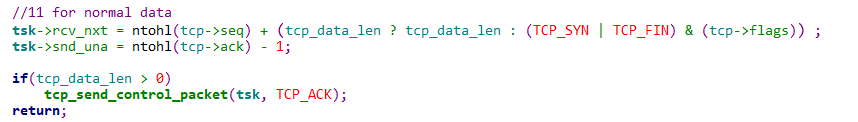 //11 for normal data
tsk->rcv_nxt = ntohl(tcp->seq) + (tcp_data_len ? tcp_data_len : (TCP_SYN | TCP_FIN) & (tcp->flags)) ;
tsk->snd_una = ntohl(tcp->ack) - 1;

if(tcp_data_len > 0)
    tcp_send_control_packet(tsk, TCP_ACK);
return;